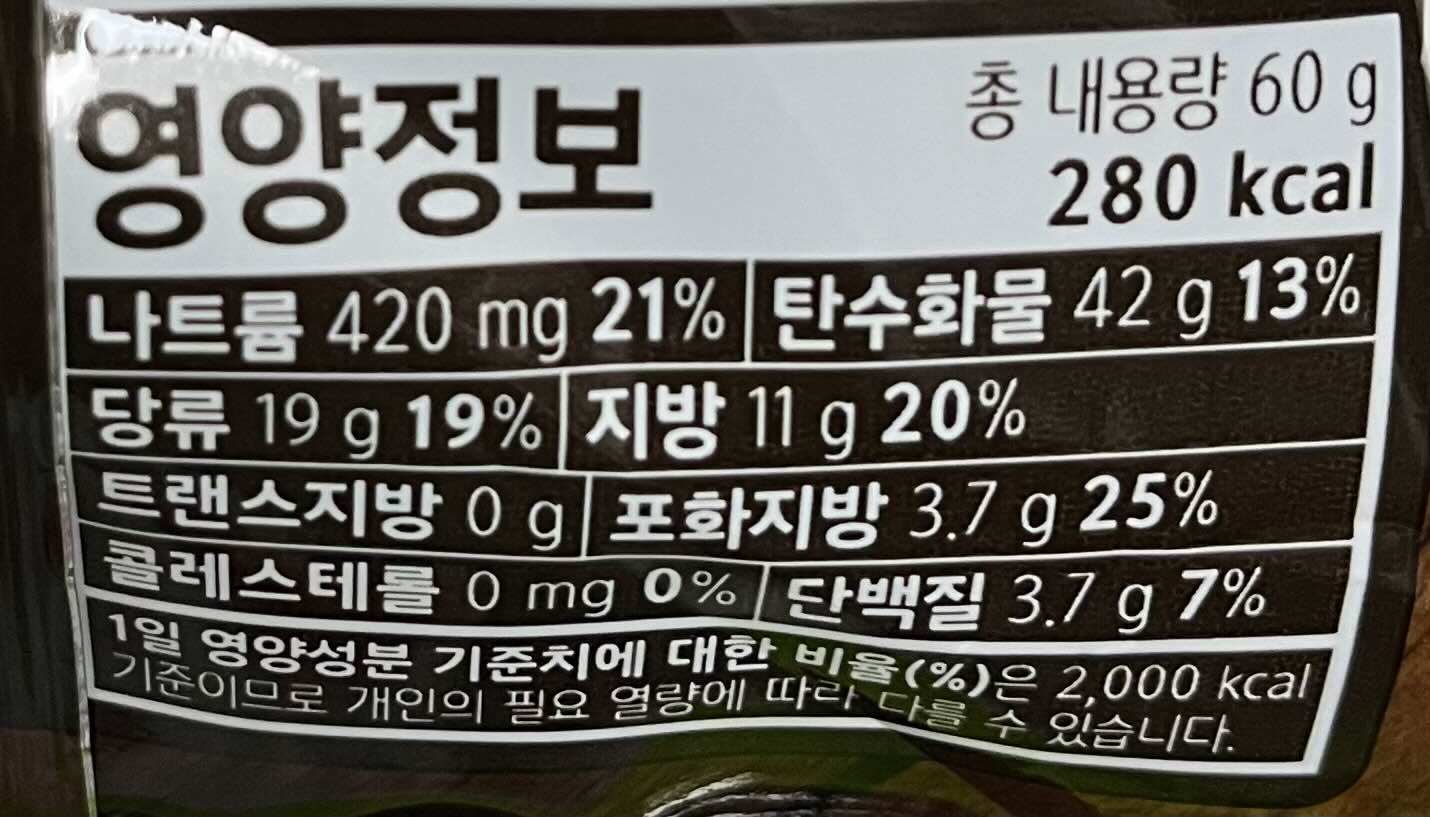 영양정보
총 내용량 60 g
280 kcal
나트륨 420 mg 21% 탄수화물 42 g 13%
당류 19 g 19% 지방 11 g 20%
트랜스지방 0 g 포화지방 3.7 g 25%
콜레스테롤 0 mg 0% 단백질 3.7 g 7%
1일 영양성분 기준치에 대한 비율(%)은 2,000 kcal
기준이므로 개인의 필요 열량에 따라 다를 수 있습니다.